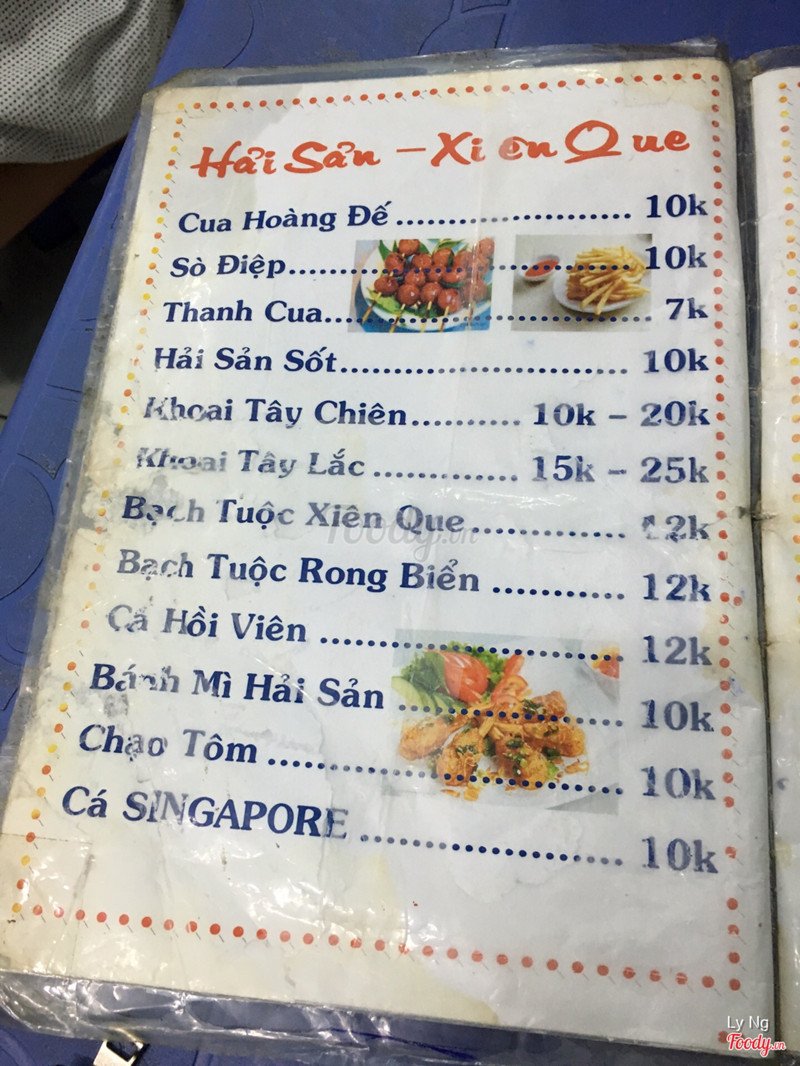 Hải Sản - Xiên Que
Cua Hoàng Đế ........................ 10k
Sò Điệp ................................ 10k
Thanh Cua ............................. 7k
Hải Sản Sốt ............................ 10k
Khoai Tây Chiên .......... 10k - 20k
Khoai Tây Lắc ............. 15k - 25k
Bạch Tuộc Xiên Que ............... 12k
Bạch Tuộc Rong Biển ............. 12k
Cá Hồi Viên ............................ 12k
Bánh Mì Hải Sản .................... 10k
Chạo Tôm .............................. 10k
Cá SINGAPORE ...................... 10k
Foody.vn
Ly Ng
Foody.vn